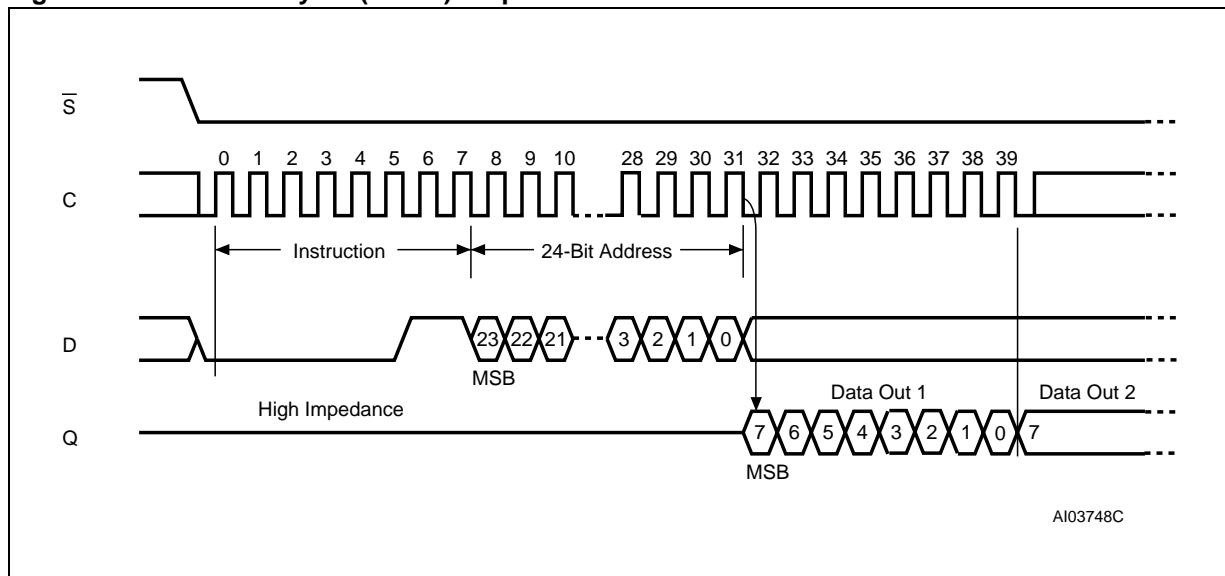 S
0 1 2 3 4 5 6 7 8 9 10 28 29 30 31 32 33 34 35 36 37 38 39
C
Instruction 24-Bit Address
D
23 22 21 3 2 1 0
MSB
High Impedance Data Out 1 Data Out 2
Q
7 6 5 4 3 2 1 0 7
MSB
AI03748C